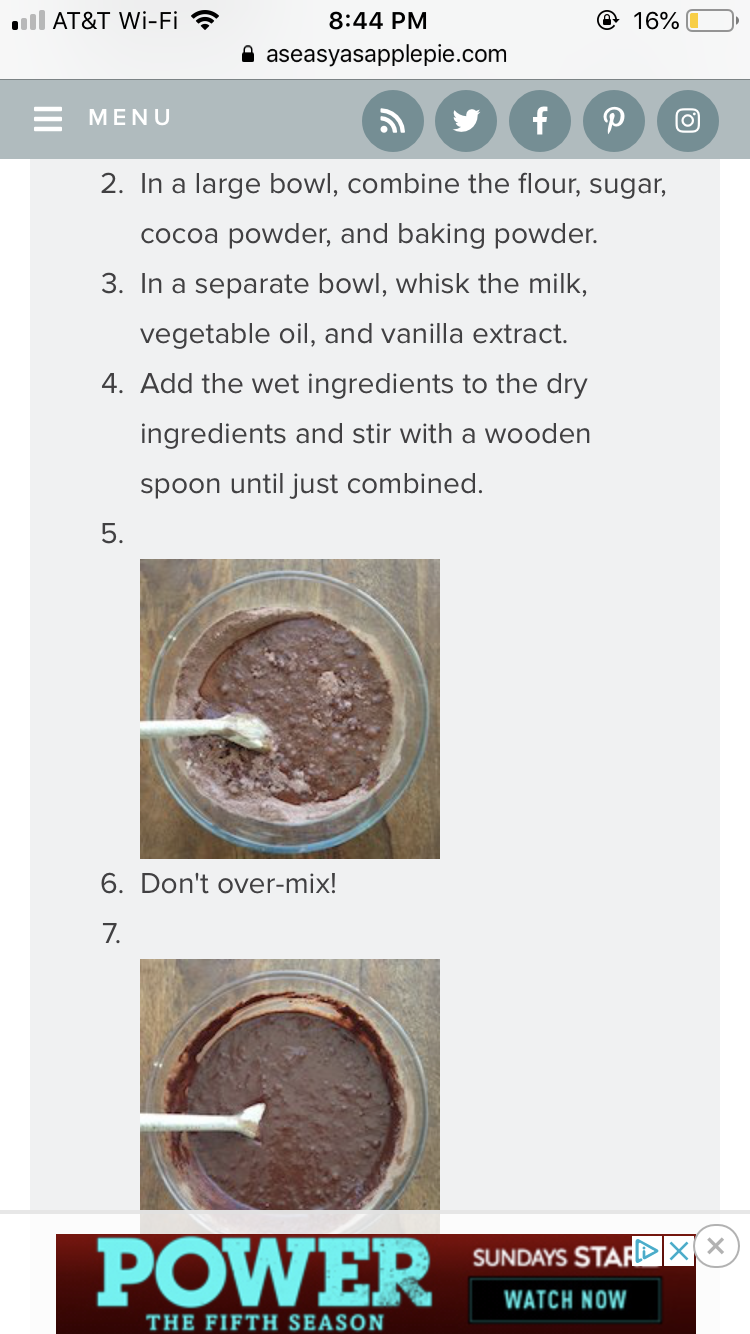 AT&T Wi-Fi 8:44 PM 16%
aseasyasapplepie.com
MENU
2. In a large bowl, combine the flour, sugar,
cocoa powder, and baking powder.
3. In a separate bowl, whisk the milk,
vegetable oil, and vanilla extract.
4. Add the wet ingredients to the dry
ingredients and stir with a wooden
spoon until just combined.
5.
6. Don't over-mix!
7.
POWER
THE FIFTH SEASON
SUNDAYS
WATCH NOW